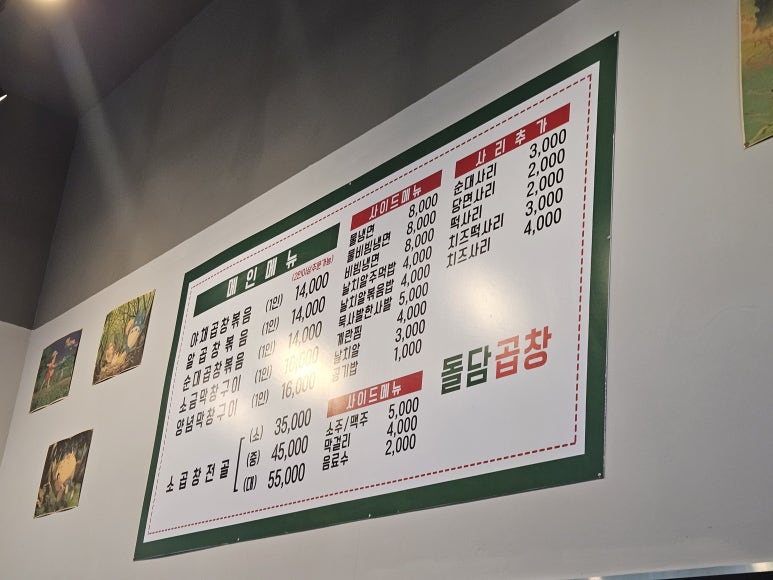 메인메뉴
(2인이상주문가능)
야채곱창볶음 (1인) 14,000
알곱창볶음 (1인) 14,000
순대곱창볶음 (1인) 14,000
소금막창구이 (1인) 16,000
양념막창구이 (1인) 16,000
소곱창전골
(소) 35,000
(중) 45,000
(대) 55,000
사이드메뉴
물냉면 8,000
물비빔냉면 8,000
비빔냉면 8,000
날치알주먹밥 4,000
날치알볶음밥 4,000
묵사발한사발 5,000
계란찜 4,000
날치알 3,000
공기밥 1,000
사이드메뉴
소주/맥주 5,000
막걸리 4,000
음료수 2,000
사리추가
순대사리 3,000
당면사리 2,000
떡사리 2,000
치즈떡사리 3,000
치즈사리 4,000
돌담곱창